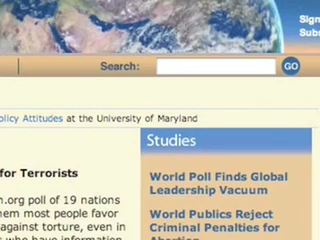 Sign
Subs
Search: GO
olicy Attitudes at the University of Maryland
Studies
for Terrorists
World Poll Finds Global
Leadership Vacuum
n.org poll of 19 nations
hem most people favor
against torture, even in
s who have information
World Publics Reject
Criminal Penalties for
Abortion